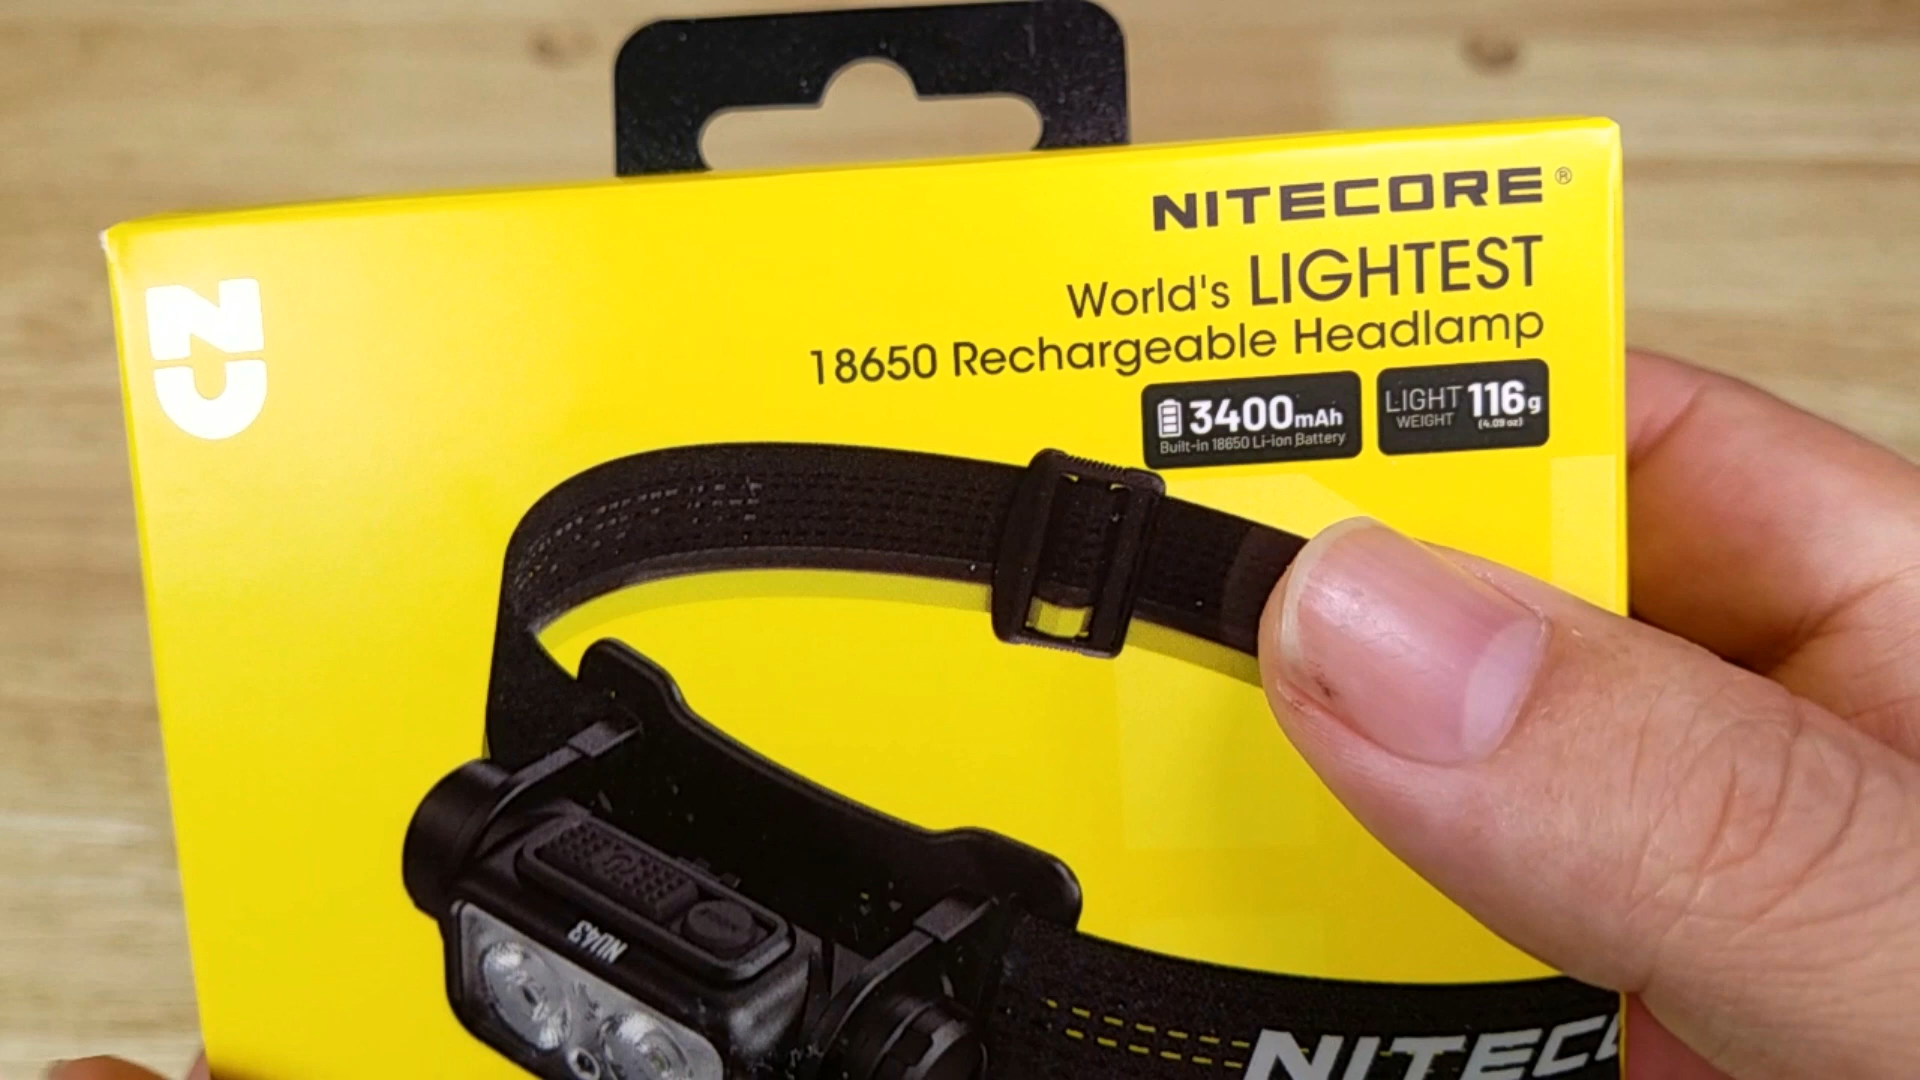 NITECORE®
World's LIGHTEST
18650 Rechargeable Headlamp
3400mAh
Built-in 18650 Li-ion Battery
LIGHT WEIGHT 116g
(4.09 oz)
NU43
NITECO